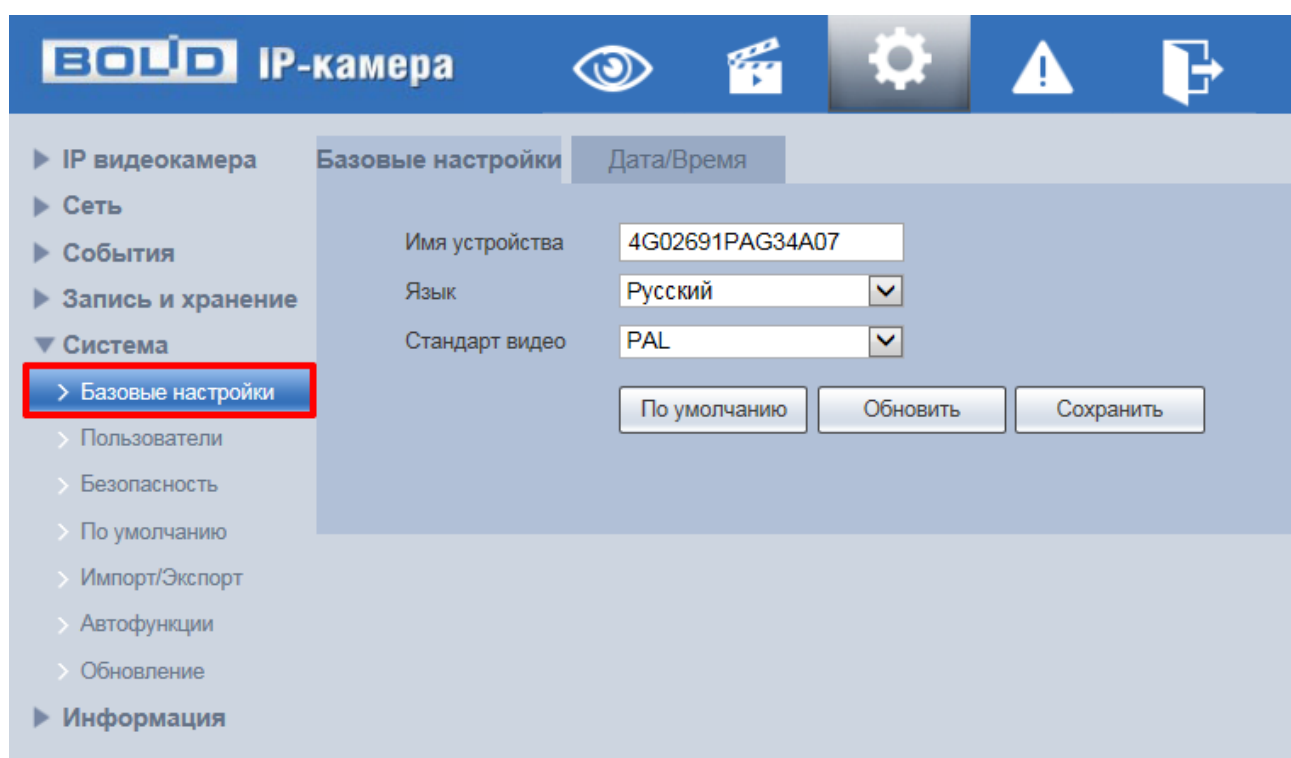 BOLID IP-камера
IP видеокамера
Сеть
События
Запись и хранение
Система
Базовые настройки
Пользователи
Безопасность
По умолчанию
Импорт/Экспорт
Автофункции
Обновление
Информация
Базовые настройки Дата/Время
Имя устройства 4G02691PAG34A07
Язык Русский
Стандарт видео PAL
По умолчанию Обновить Сохранить